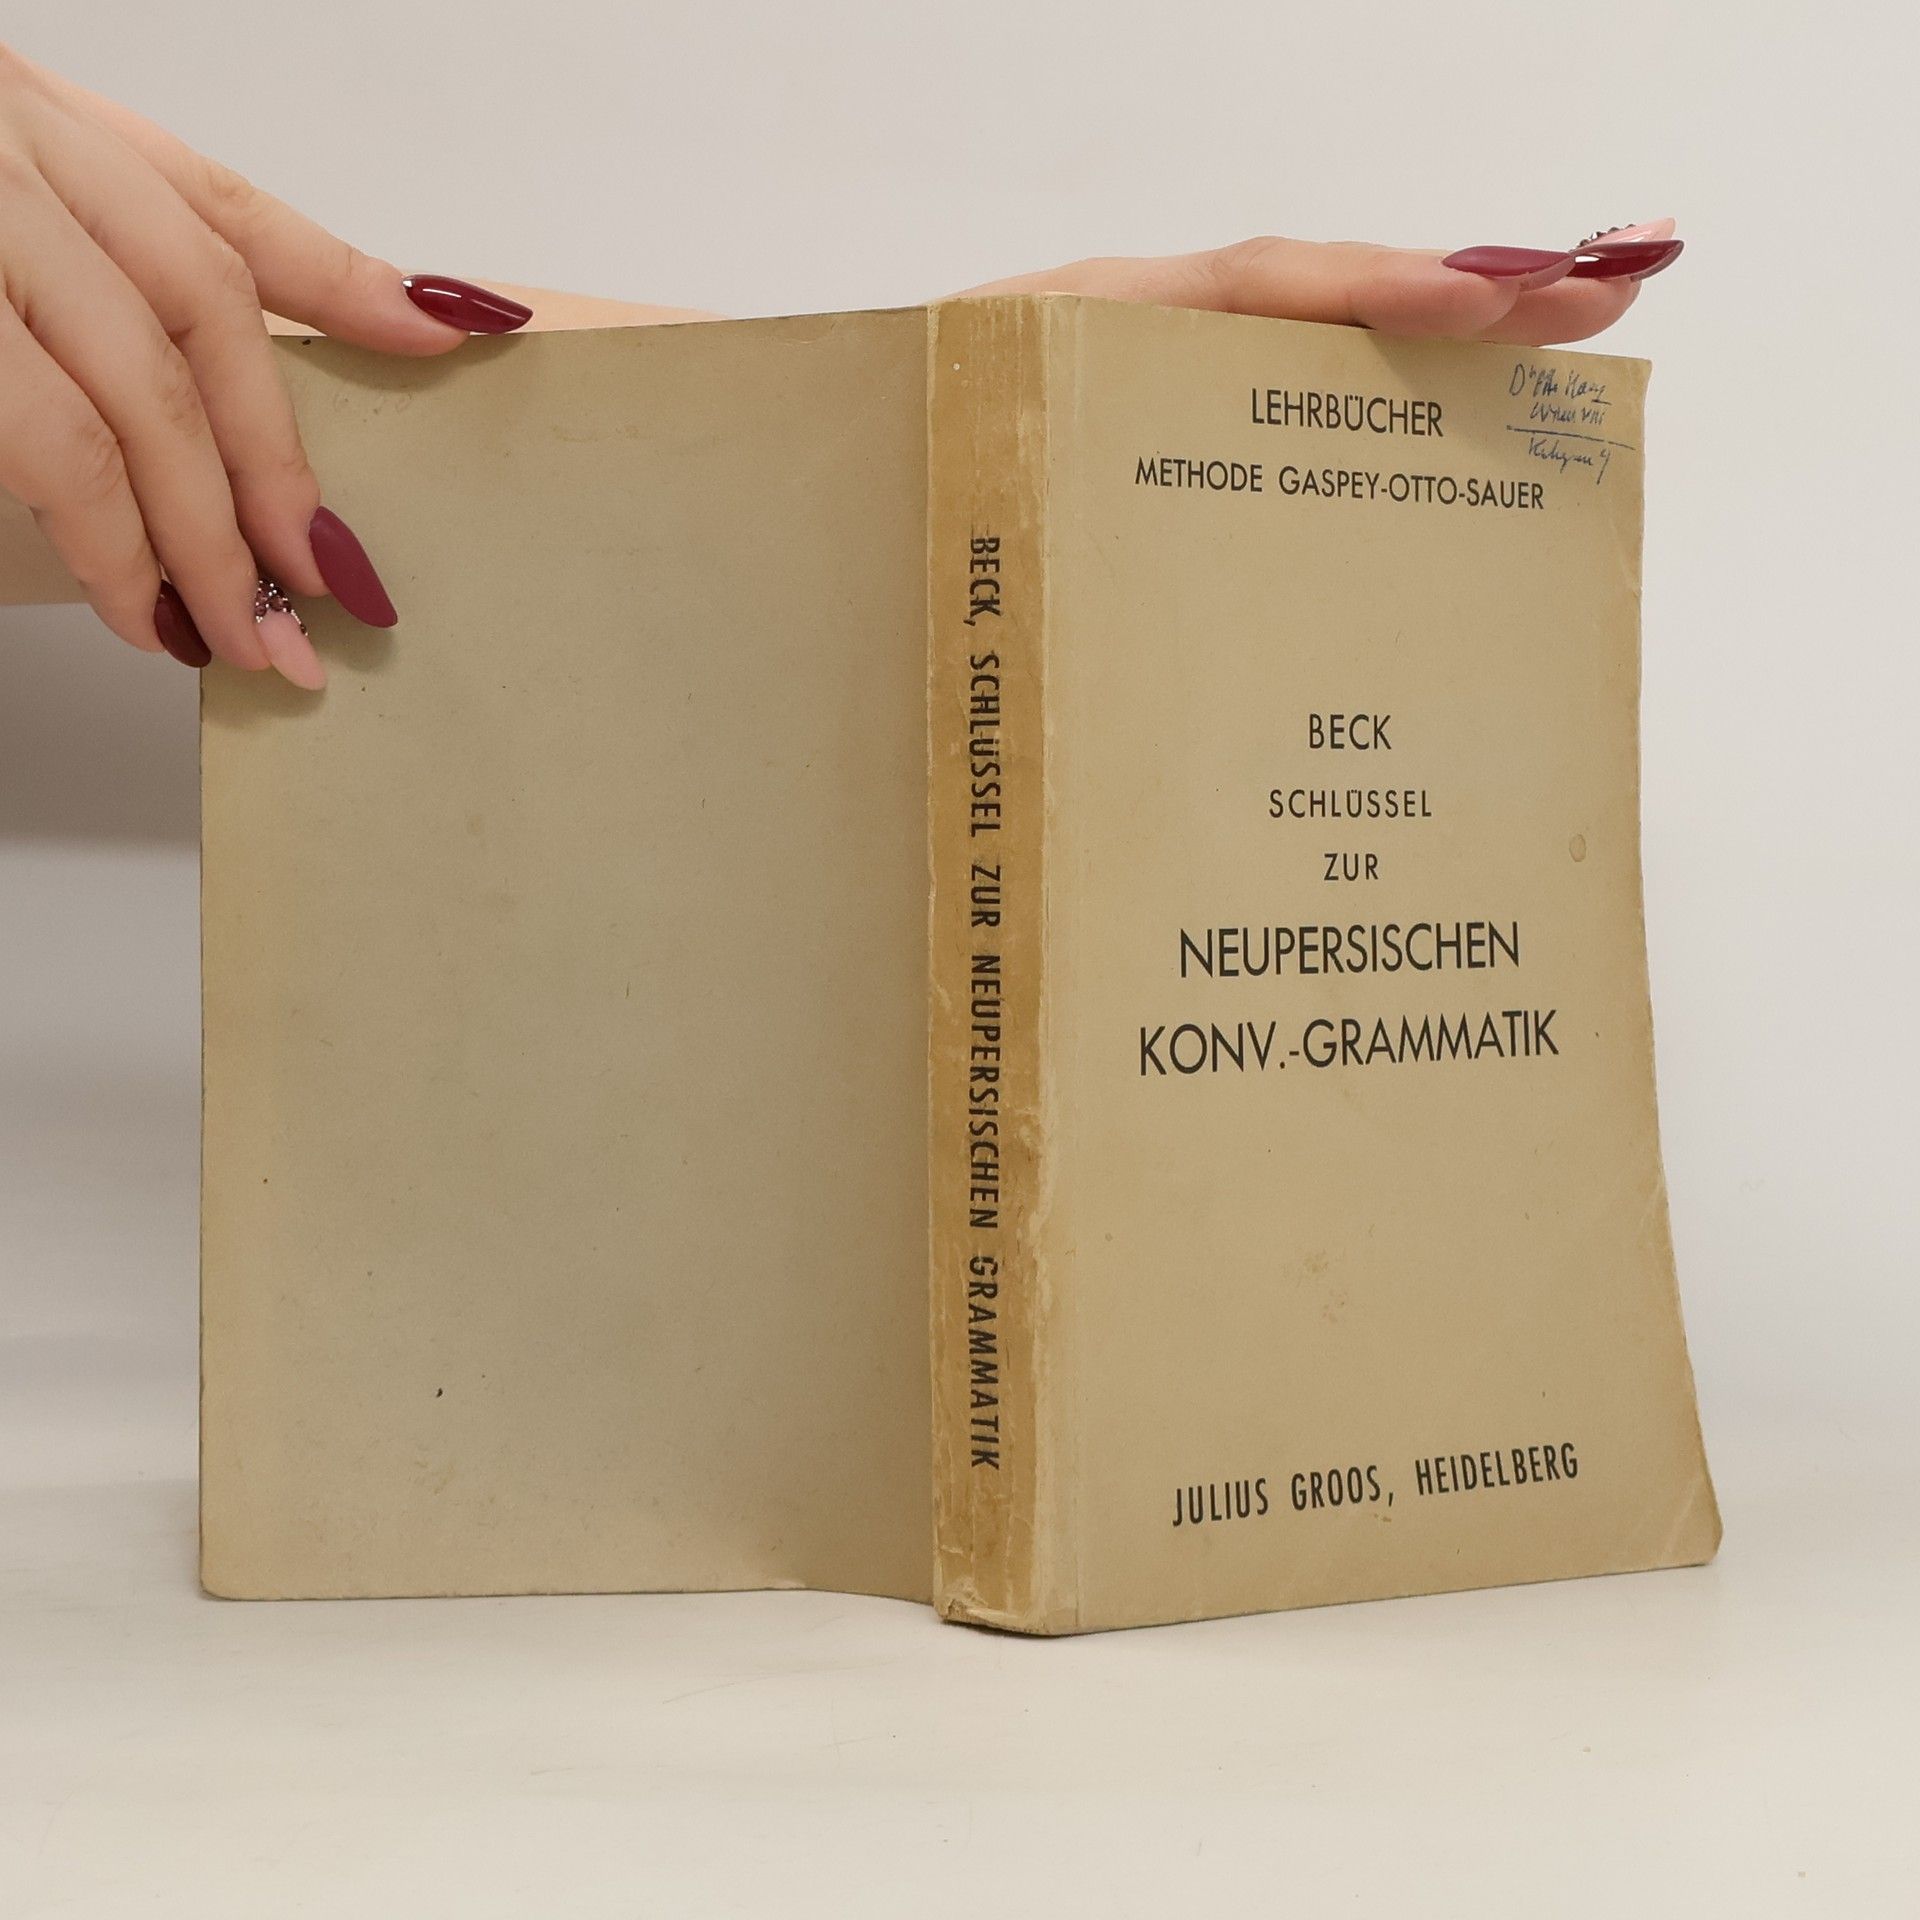 LEHRBÜCHER
METHODE GASPEY-OTTO-SAUER
BECK
SCHLÜSSEL
ZUR
NEUPERSISCHEN
KONV.-GRAMMATIK
JULIUS GROOS, HEIDELBERG
BECK, SCHLÜSSEL ZUR NEUPERSISCHEN GRAMMATIK